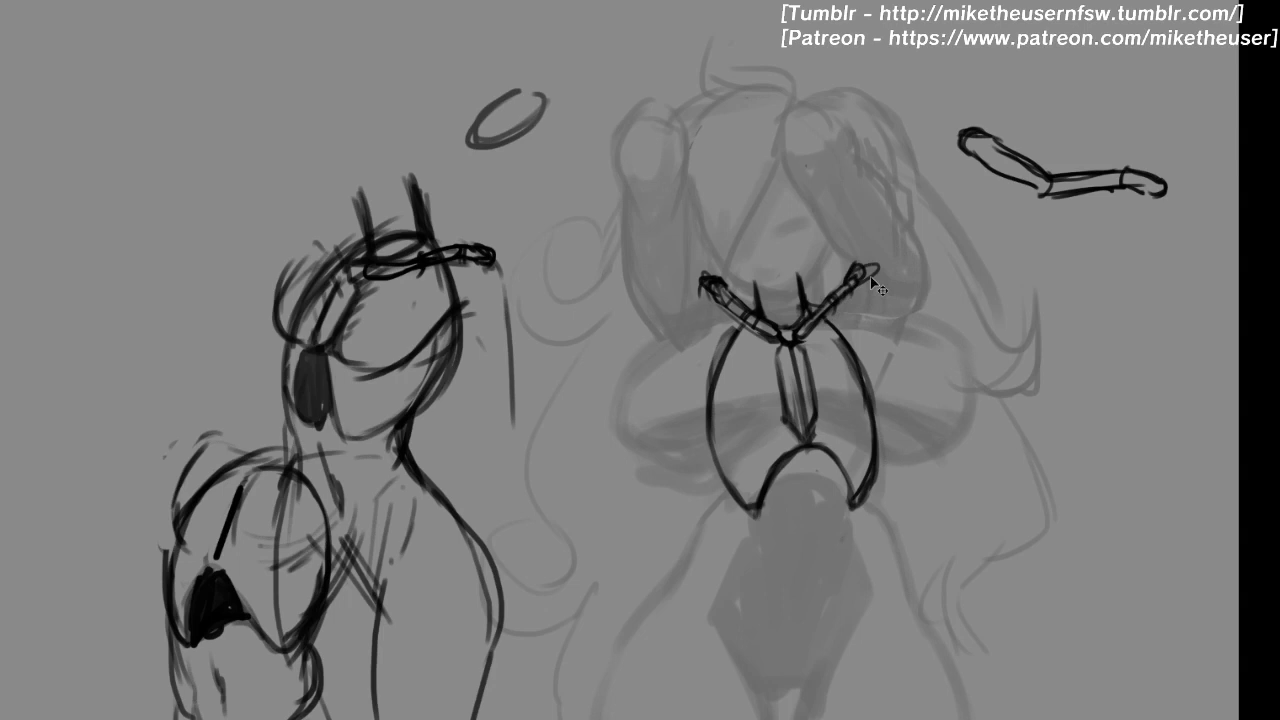 [Tumblr - http://miketheusernfsw.tumblr.com/]
[Patreon - https://www.patreon.com/miketheuser]